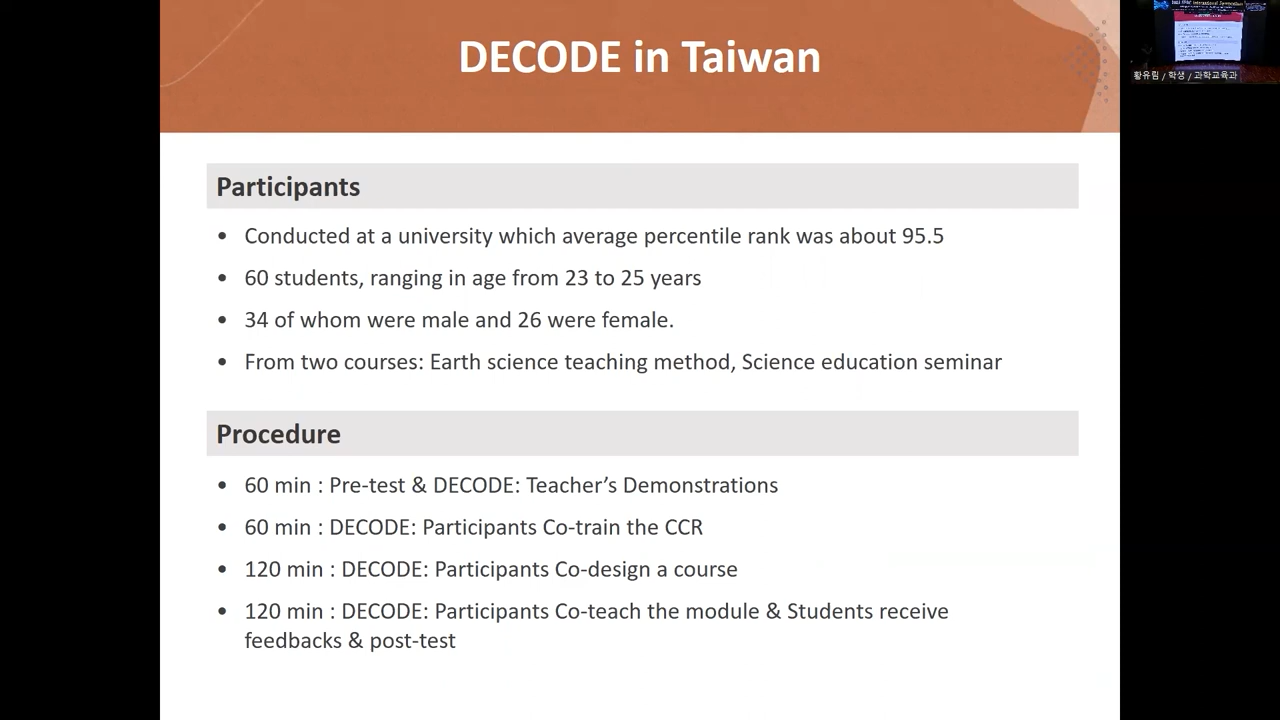 DECODE in Taiwan
황유림 / 학생 / 과학교육과
Participants
• Conducted at a university which average percentile rank was about 95.5
• 60 students, ranging in age from 23 to 25 years
• 34 of whom were male and 26 were female.
• From two courses: Earth science teaching method, Science education seminar
Procedure
• 60 min : Pre-test & DECODE: Teacher’s Demonstrations
• 60 min : DECODE: Participants Co-train the CCR
• 120 min : DECODE: Participants Co-design a course
• 120 min : DECODE: Participants Co-teach the module & Students receive
feedbacks & post-test